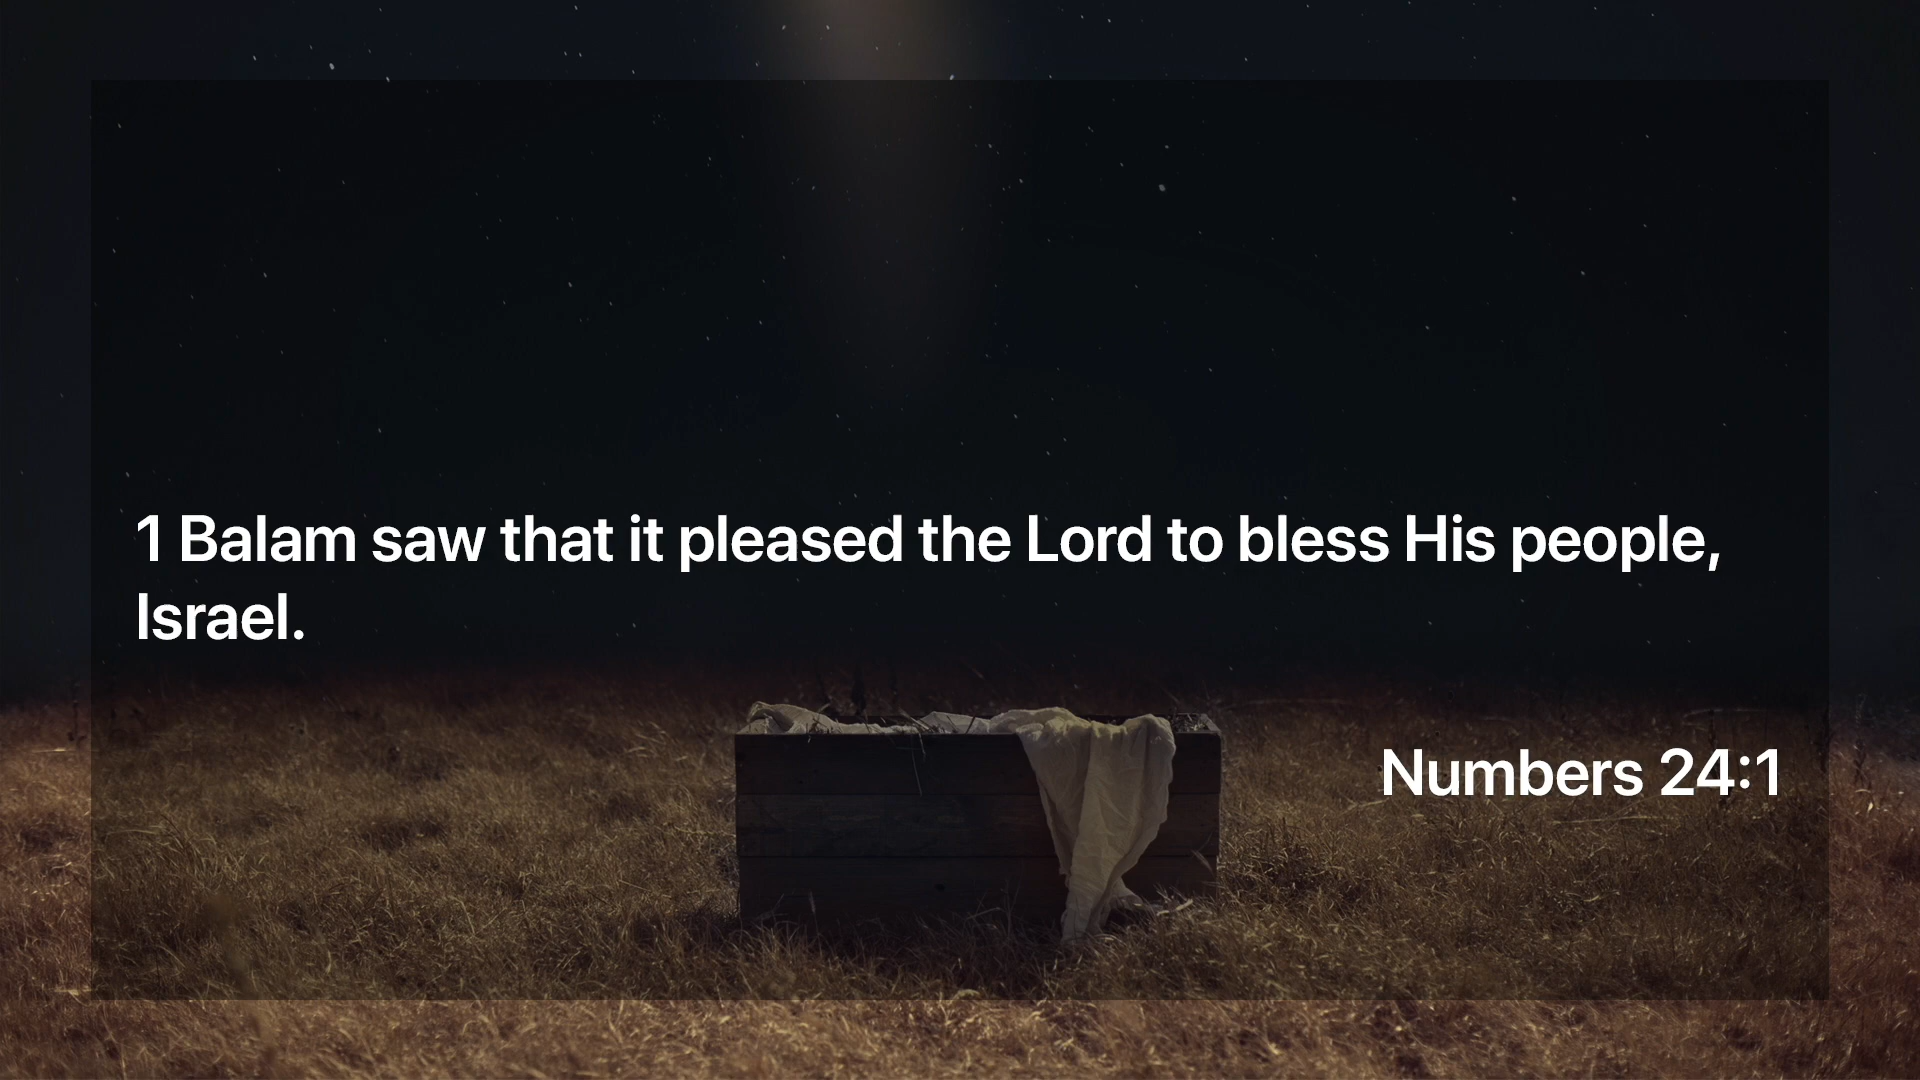 1 Balam saw that it pleased the Lord to bless His people,
Israel.
Numbers 24:1